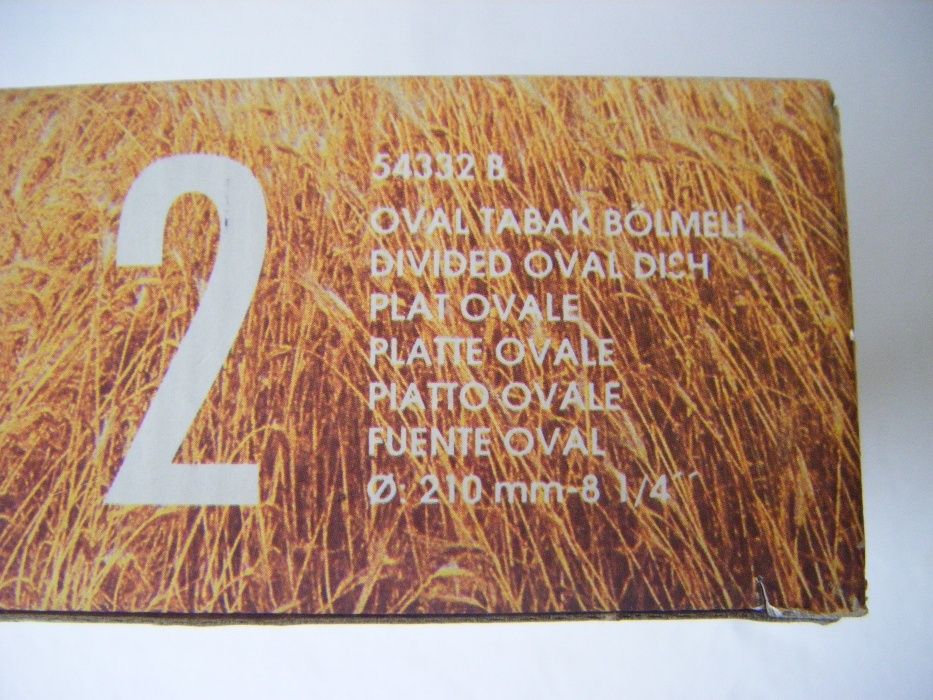 2
54332 B
OVAL TABAK BÖLMELİ
DIVIDED OVAL DISH
PLAT OVALE
PLATTE OVALE
PIATTO OVALE
FUENTE OVAL
Ø: 210 mm-8 1/4´´